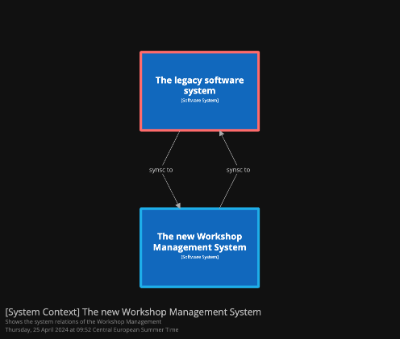 The legacy software
system
[Software System]
synsc to
synsc to
The new Workshop
Management System
[Software System]
[System Context] The new Workshop Management System
Shows the system relations of the Workshop Management
Thursday, 25 April 2024 at 09:52 Central European Summer Time